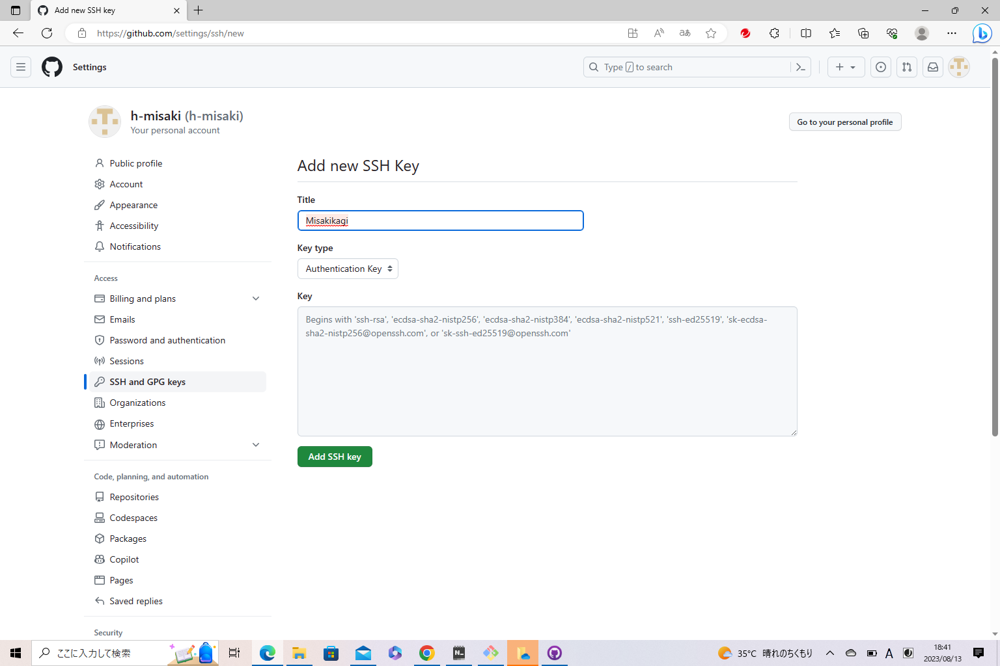 Add new SSH key
https://github.com/settings/ssh/new
Settings
Type / to search
h-misaki (h-misaki)
Your personal account
Go to your personal profile
Public profile
Account
Appearance
Accessibility
Notifications
Access
Billing and plans
Emails
Password and authentication
Sessions
SSH and GPG keys
Organizations
Enterprises
Moderation
Code, planning, and automation
Repositories
Codespaces
Packages
Copilot
Pages
Saved replies
Security
Add new SSH Key
Title
Misakikagi
Key type
Authentication Key
Key
Begins with 'ssh-rsa', 'ecdsa-sha2-nistp256', 'ecdsa-sha2-nistp384', 'ecdsa-sha2-nistp521', 'ssh-ed25519', 'sk-ecdsa-
sha2-nistp256@openssh.com', or 'sk-ssh-ed25519@openssh.com'
Add SSH key
ここに入力して検索
35°C 晴れのちくもり
A
18:41
2023/08/13